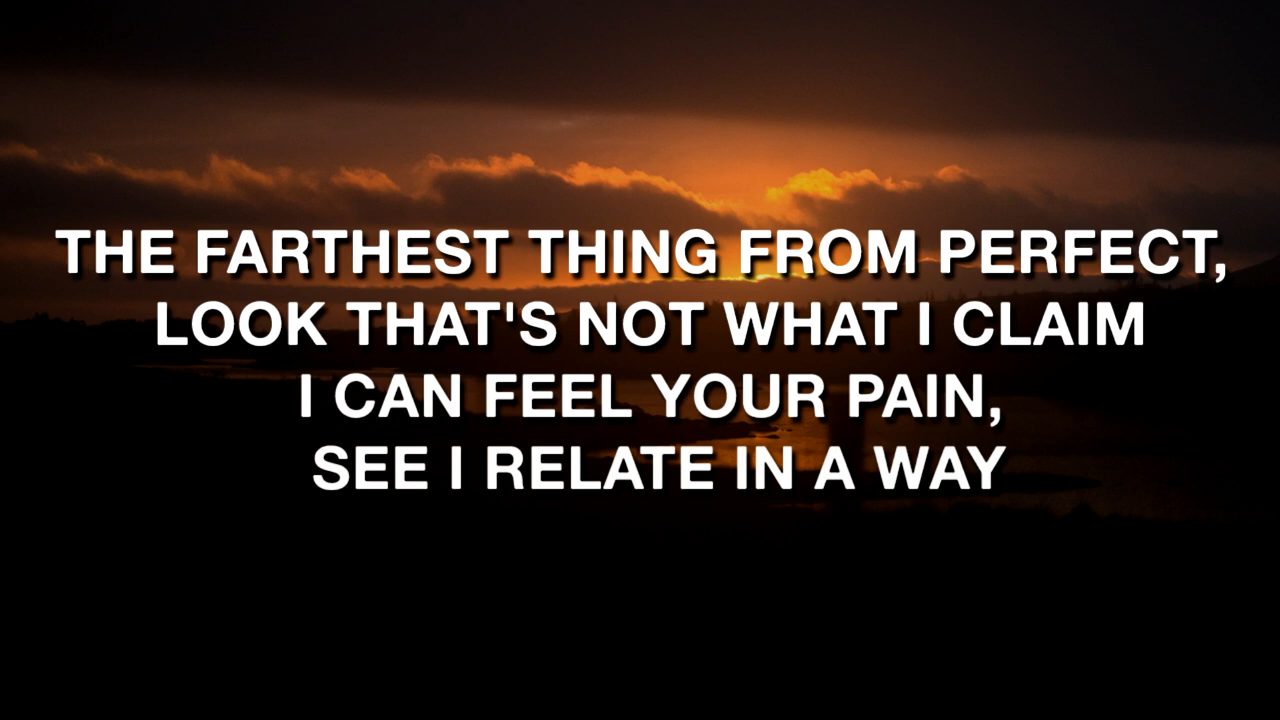 THE FARTHEST THING FROM PERFECT,
LOOK THAT'S NOT WHAT I CLAIM
I CAN FEEL YOUR PAIN,
SEE I RELATE IN A WAY